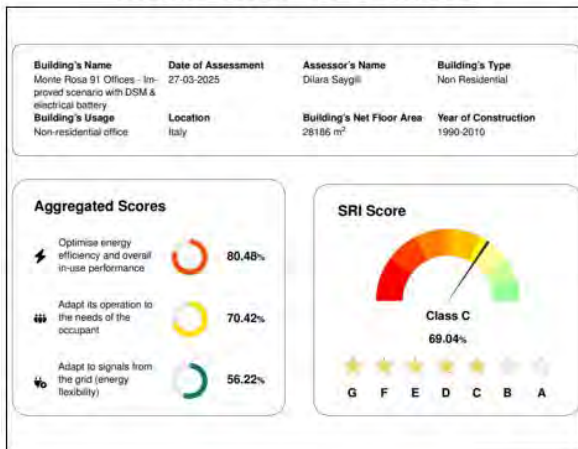 Building's Name
Monte Rosa 91 Offices - Im-
proved scenario with DSM &
electrical battery
Date of Assessment
27-03-2025
Assessor's Name
Dilara Saygili
Building's Type
Non Residential
Building's Usage
Non-residential office
Location
Italy
Building's Net Floor Area
28186 m²
Year of Construction
1990-2010
Aggregated Scores
Optimise energy
efficiency and overall
in-use performance
80.48%
Adapt its operation to
the needs of the
occupant
70.42%
Adapt to signals from
the grid (energy
flexibility)
56.22%
SRI Score
Class C
69.04%
G F E D C B A